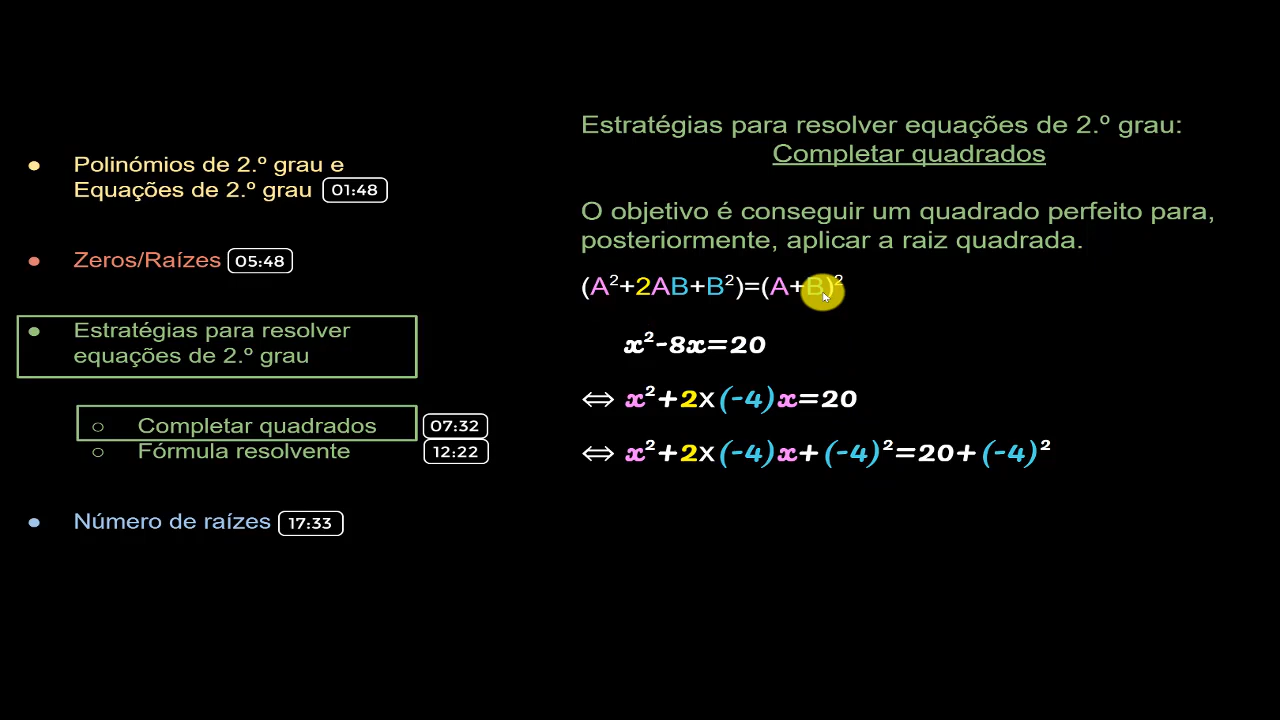 ● Polinómios de 2.º grau e
Equações de 2.º grau 01:48
● Zeros/Raízes 05:48
● Estratégias para resolver
equações de 2.º grau
○ Completar quadrados 07:32
○ Fórmula resolvente 12:22
● Número de raízes 17:33
Estratégias para resolver equações de 2.º grau:
Completar quadrados
O objetivo é conseguir um quadrado perfeito para,
posteriormente, aplicar a raiz quadrada.
(A²+2AB+B²)=(A+B)²
x²-8x=20
⇔ x²+2x(-4)x=20
⇔ x²+2x(-4)x+(-4)²=20+(-4)²